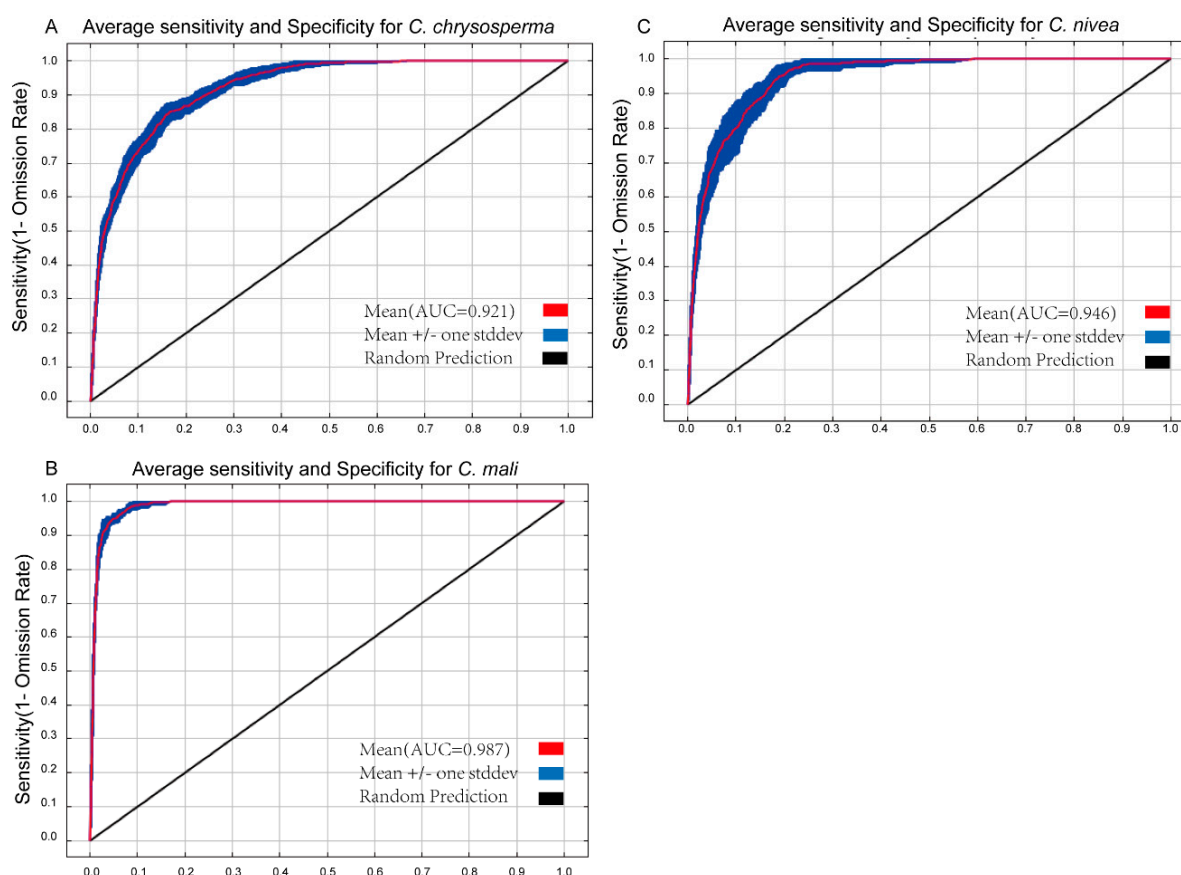 A
Average sensitivity and Specificity for C. chrysosperma
Sensitivity(1- Omission Rate)
1.0
0.9
0.8
0.7
0.6
0.5
0.4
0.3
0.2
0.1
0.0
Mean(AUC=0.921)
Mean +/- one stddev
Random Prediction
0.0 0.1 0.2 0.3 0.4 0.5 0.6 0.7 0.8 0.9 1.0
C
Average sensitivity and Specificity for C. nivea
Sensitivity(1- Omission Rate)
1.0
0.9
0.8
0.7
0.6
0.5
0.4
0.3
0.2
0.1
0.0
Mean(AUC=0.946)
Mean +/- one stddev
Random Prediction
0.0 0.1 0.2 0.3 0.4 0.5 0.6 0.7 0.8 0.9 1.0
B
Average sensitivity and Specificity for C. mali
Sensitivity(1- Omission Rate)
1.0
0.9
0.8
0.7
0.6
0.5
0.4
0.3
0.2
0.1
0.0
Mean(AUC=0.987)
Mean +/- one stddev
Random Prediction
0.0 0.1 0.2 0.3 0.4 0.5 0.6 0.7 0.8 0.9 1.0